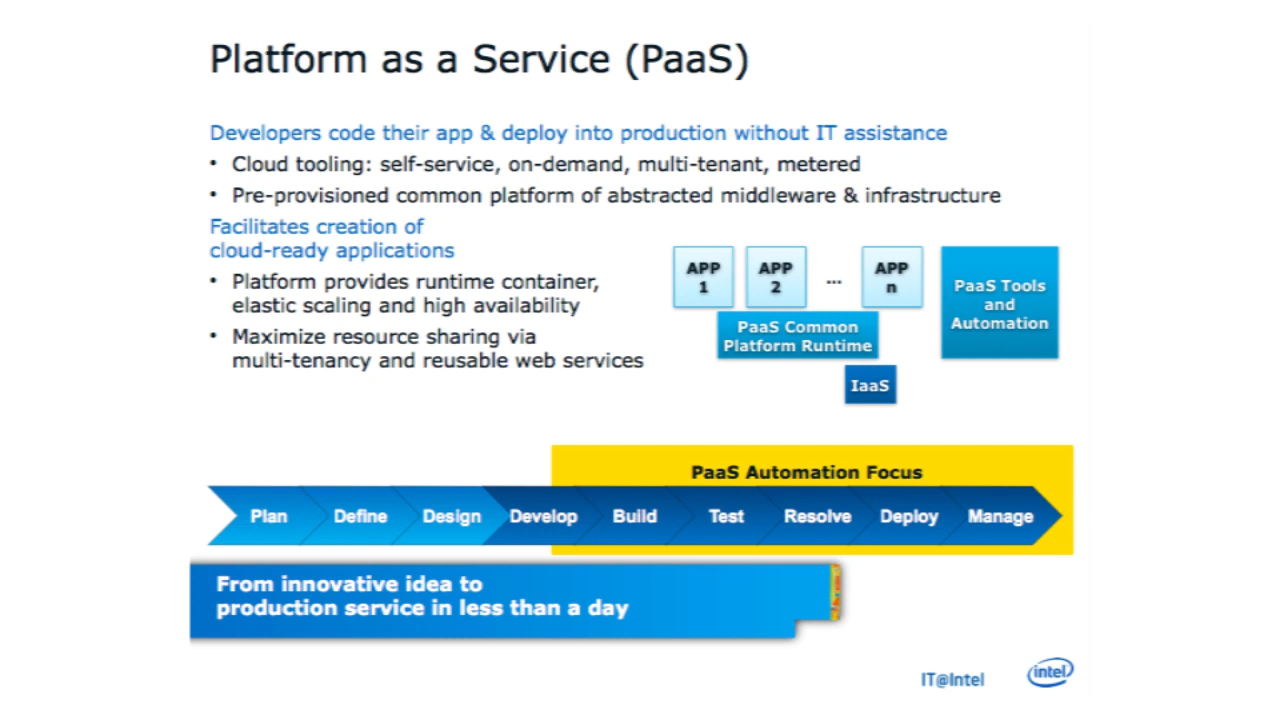 Platform as a Service (PaaS)
Developers code their app & deploy into production without IT assistance
• Cloud tooling: self-service, on-demand, multi-tenant, metered
• Pre-provisioned common platform of abstracted middleware & infrastructure
Facilitates creation of
cloud-ready applications
• Platform provides runtime container,
elastic scaling and high availability
• Maximize resource sharing via
multi-tenancy and reusable web services
APP
1
APP
2
...
APP
n
PaaS Common
Platform Runtime
IaaS
PaaS Tools
and
Automation
PaaS Automation Focus
Plan Define Design Develop Build Test Resolve Deploy Manage
From innovative idea to
production service in less than a day
IT@Intel
intel